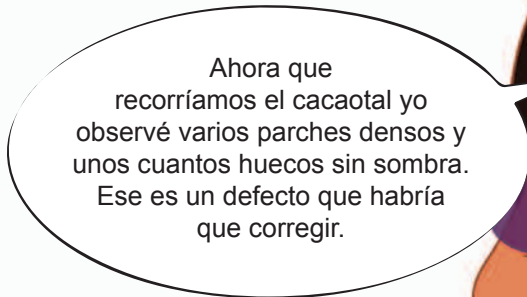 Ahora que
recorríamos el cacaotal yo
observé varios parches densos y
unos cuantos huecos sin sombra.
Ese es un defecto que habría
que corregir.